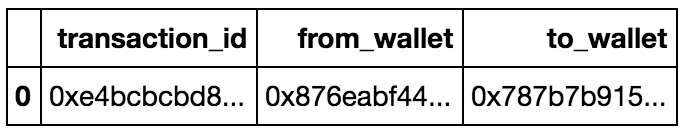 transaction_id from_wallet to_wallet
0 0xe4bcbcbd8... 0x876eabf44... 0x787b7b915...